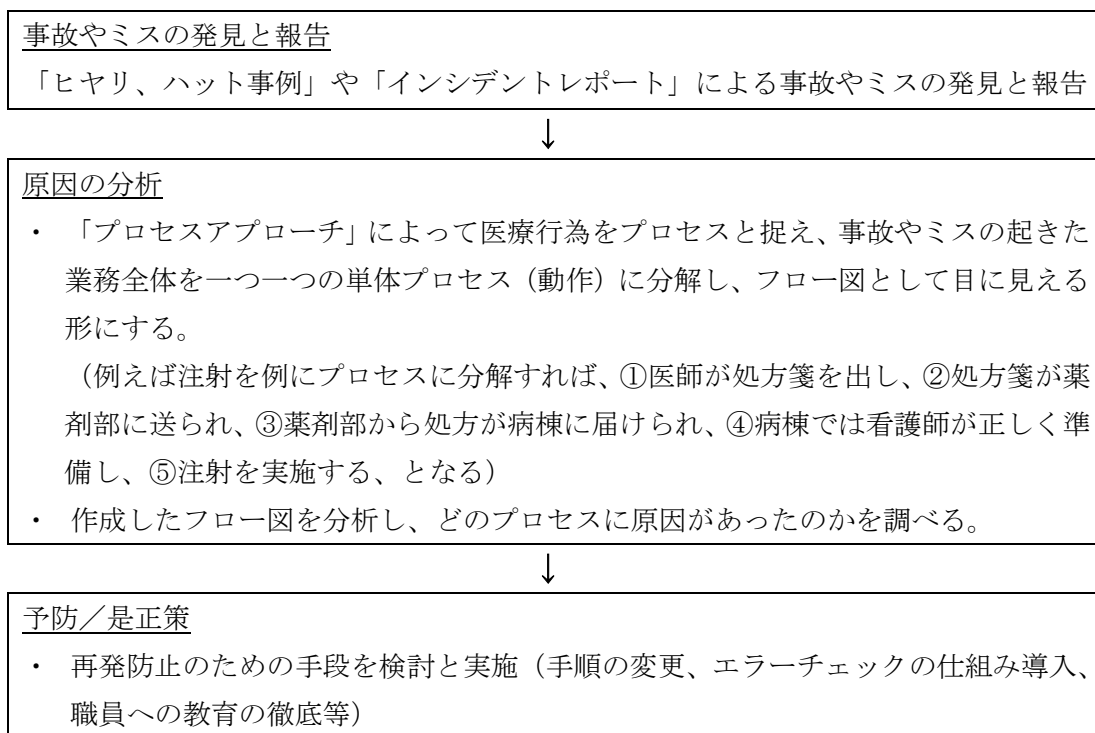 事故やミスの発見と報告
「ヒヤリ、ハット事例」や「インシデントレポート」による事故やミスの発見と報告
↓
原因の分析
・ 「プロセスアプローチ」によって医療行為をプロセスと捉え、事故やミスの起きた
業務全体を一つ一つの単体プロセス（動作）に分解し、フロー図として目に見える
形にする。
（例えば注射を例にプロセスに分解すれば、①医師が処方箋を出し、②処方箋が薬
剤部に送られ、③薬剤部から処方が病棟に届けられ、④病棟では看護師が正しく準
備し、⑤注射を実施する、となる）
・ 作成したフロー図を分析し、どのプロセスに原因があったのかを調べる。
↓
予防／是正策
・ 再発防止のための手段を検討と実施（手順の変更、エラーチェックの仕組み導入、
職員への教育の徹底等）